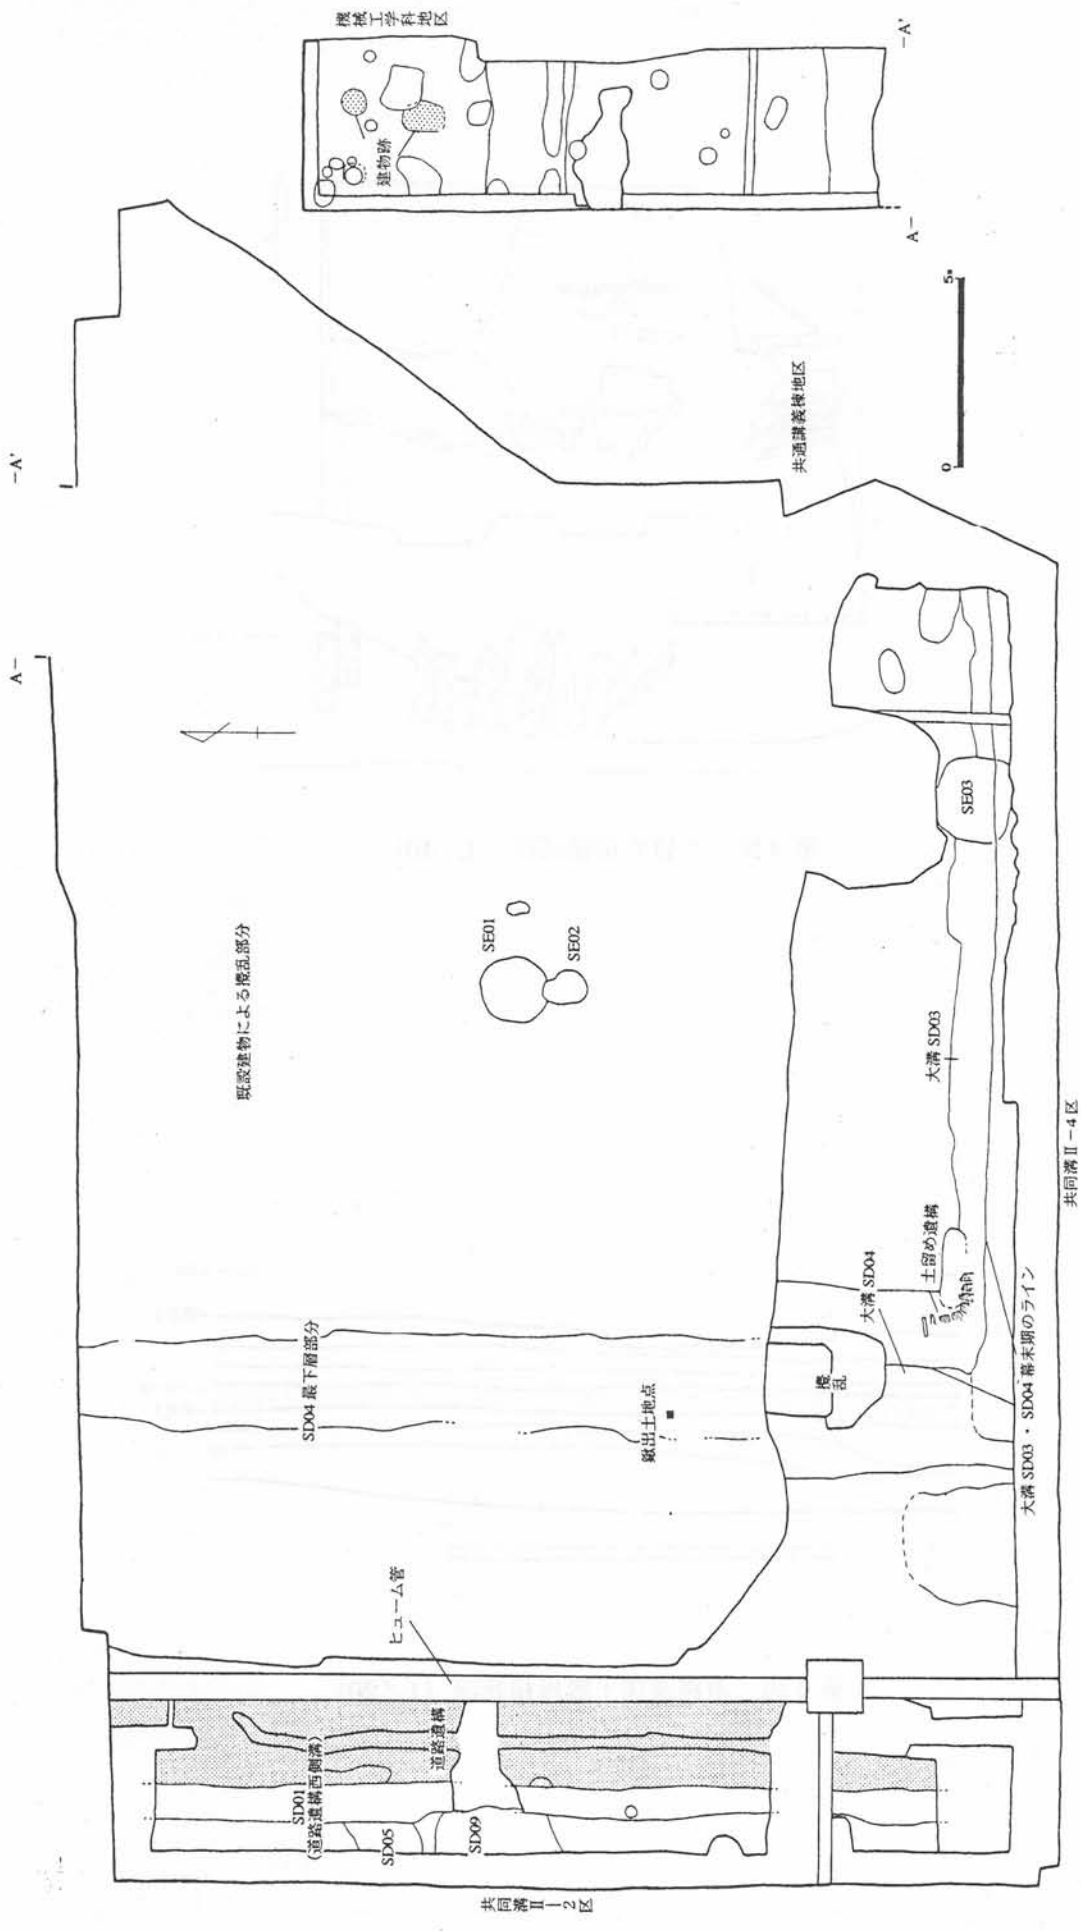 機械工学科地区
建物跡
-A'
A-
-A'
A-
共通講義棟地区
0
5m
既設建物による攪乱部分
SE01
SE02
SE03
大溝 SD03
土留め遺構
大溝 SD04
攪乱
大溝 SD03・SD04 幕末期のライン
SD04 最下層部分
鍬出土地点
ヒューム管
道路遺構
SD01
(道路遺構西側溝)
SD05
SD09
共同溝Ⅱ-2区
共同溝Ⅱ-4区